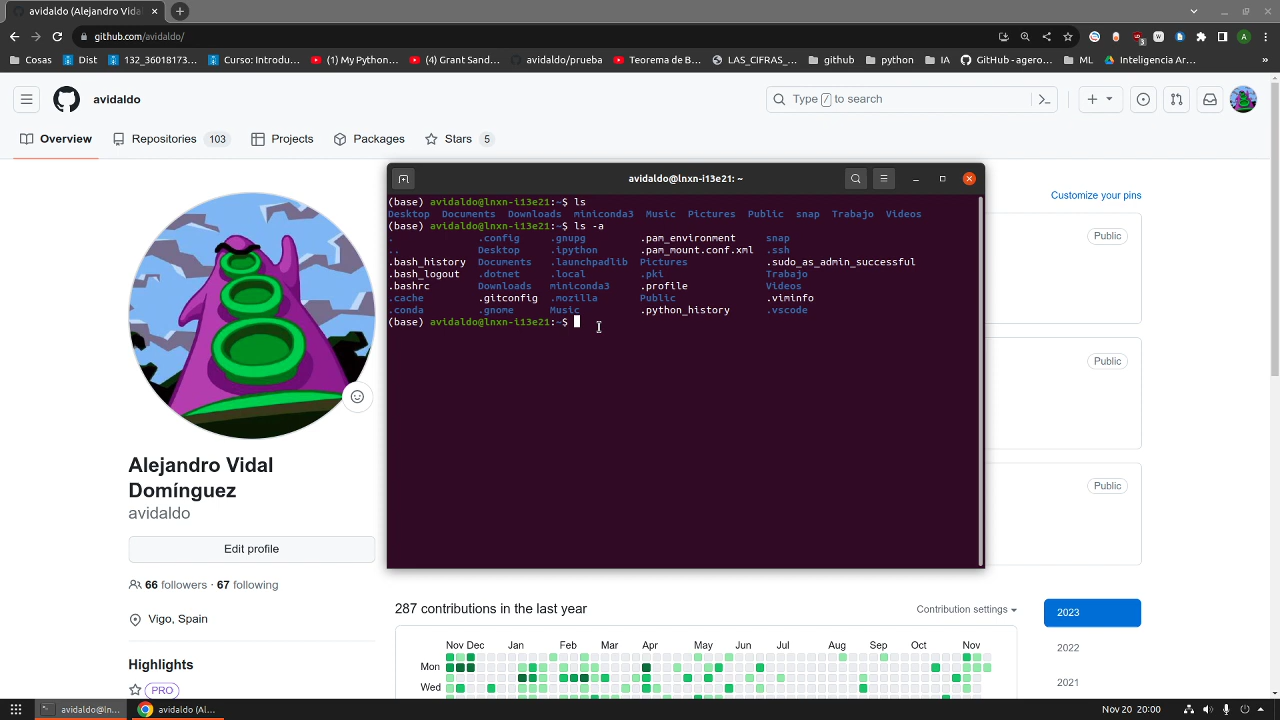 avidaldo (Alejandro Vidal
github.com/avidaldo/
3
A
Cosas
Dist
132_36018173...
Curso: Introdu...
(1) My Python...
(4) Grant Sand...
avidaldo/prueba
Teorema de B...
LAS_CIFRAS_...
github
python
IA
GitHub - agero...
ML
Inteligencia Ar...
»
avidaldo
Type / to search
Overview
Repositories 103
Projects
Packages
Stars 5
avidaldo@lnxn-i13e21: ~
(base) avidaldo@lnxn-i13e21:~$ ls
Desktop Documents Downloads miniconda3 Music Pictures Public snap Trabajo Videos
(base) avidaldo@lnxn-i13e21:~$ ls -a
. .config .gnupg .pam_environment snap
.. Desktop .ipython .pam_mount.conf.xml .ssh
.bash_history Documents .launchpadlib Pictures .sudo_as_admin_successful
.bash_logout .dotnet .local .pki Trabajo
.bashrc Downloads miniconda3 .profile Videos
.cache .gitconfig .mozilla Public .viminfo
.conda .gnome Music .python_history .vscode
(base) avidaldo@lnxn-i13e21:~$
Customize your pins
Public
Public
Public
Alejandro Vidal
Domínguez
avidaldo
Edit profile
66 followers · 67 following
Vigo, Spain
Highlights
PRO
287 contributions in the last year
Contribution settings
2023
2022
2021
Nov Dec Jan Feb Mar Apr May Jun Jul Aug Sep Oct Nov
Mon
Wed
avidaldo@ln...
avidaldo (Al...
Nov 20 20:00